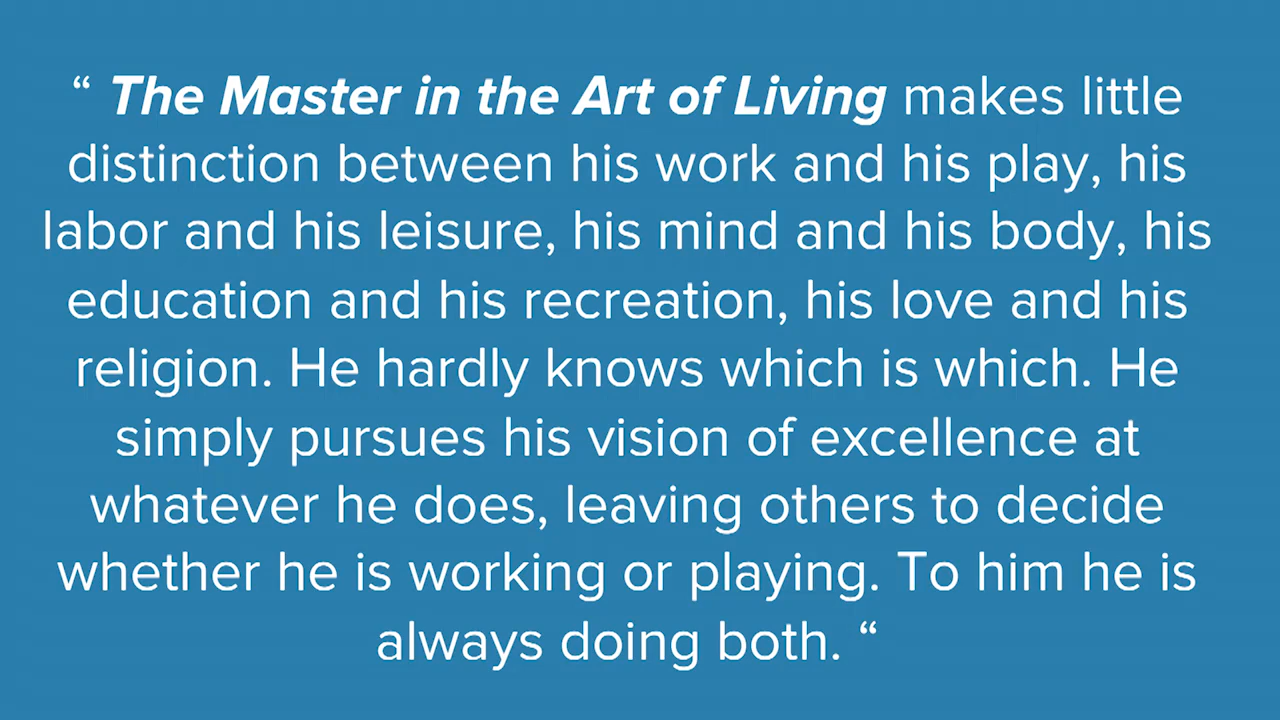 “ The Master in the Art of Living makes little
distinction between his work and his play, his
labor and his leisure, his mind and his body, his
education and his recreation, his love and his
religion. He hardly knows which is which. He
simply pursues his vision of excellence at
whatever he does, leaving others to decide
whether he is working or playing. To him he is
always doing both. “